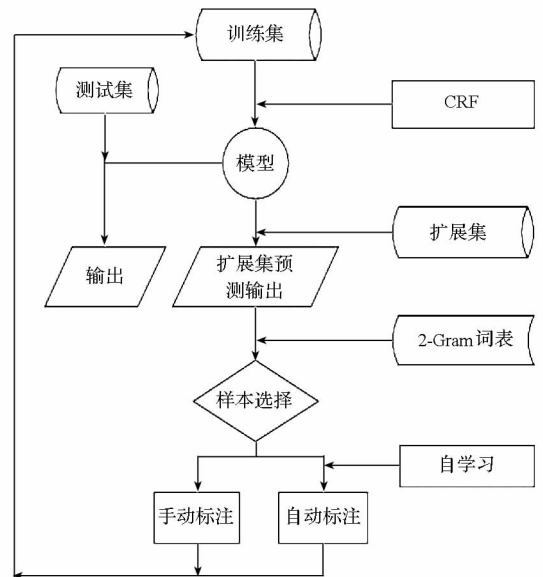 训练集
测试集
CRF
模型
扩展集
输出
扩展集预
测输出
2-Gram词表
样本选择
自学习
手动标注
自动标注